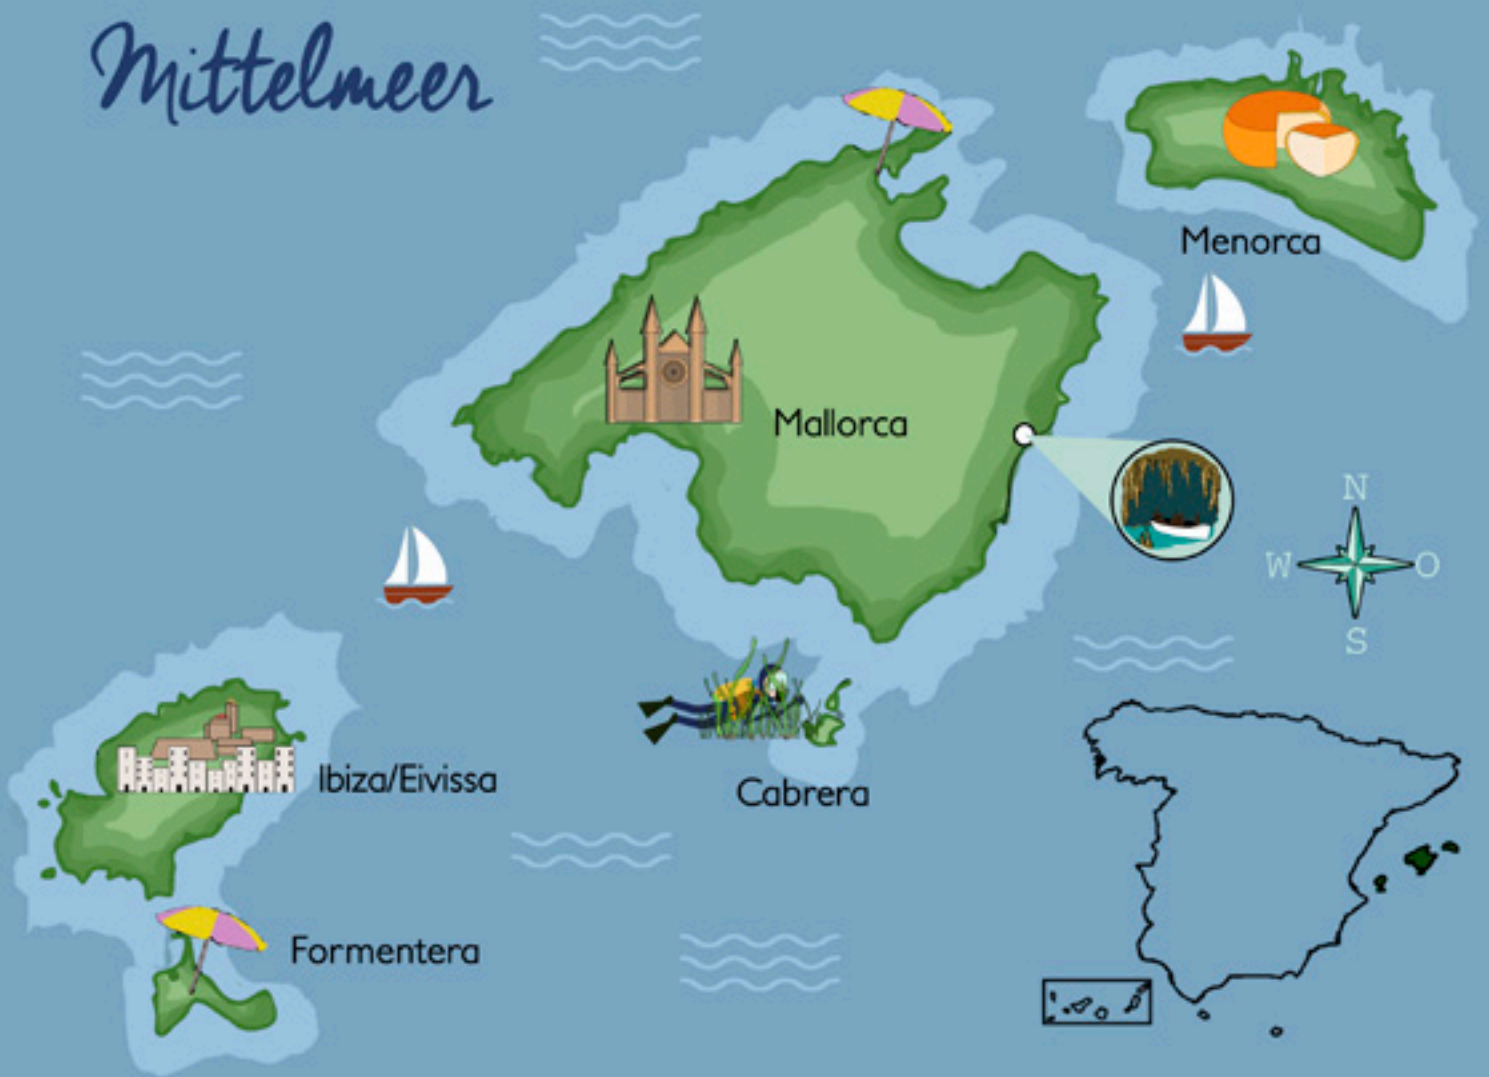 Mittelmeer
Menorca
Mallorca
N
W
O
S
Ibiza/Eivissa
Cabrera
Formentera